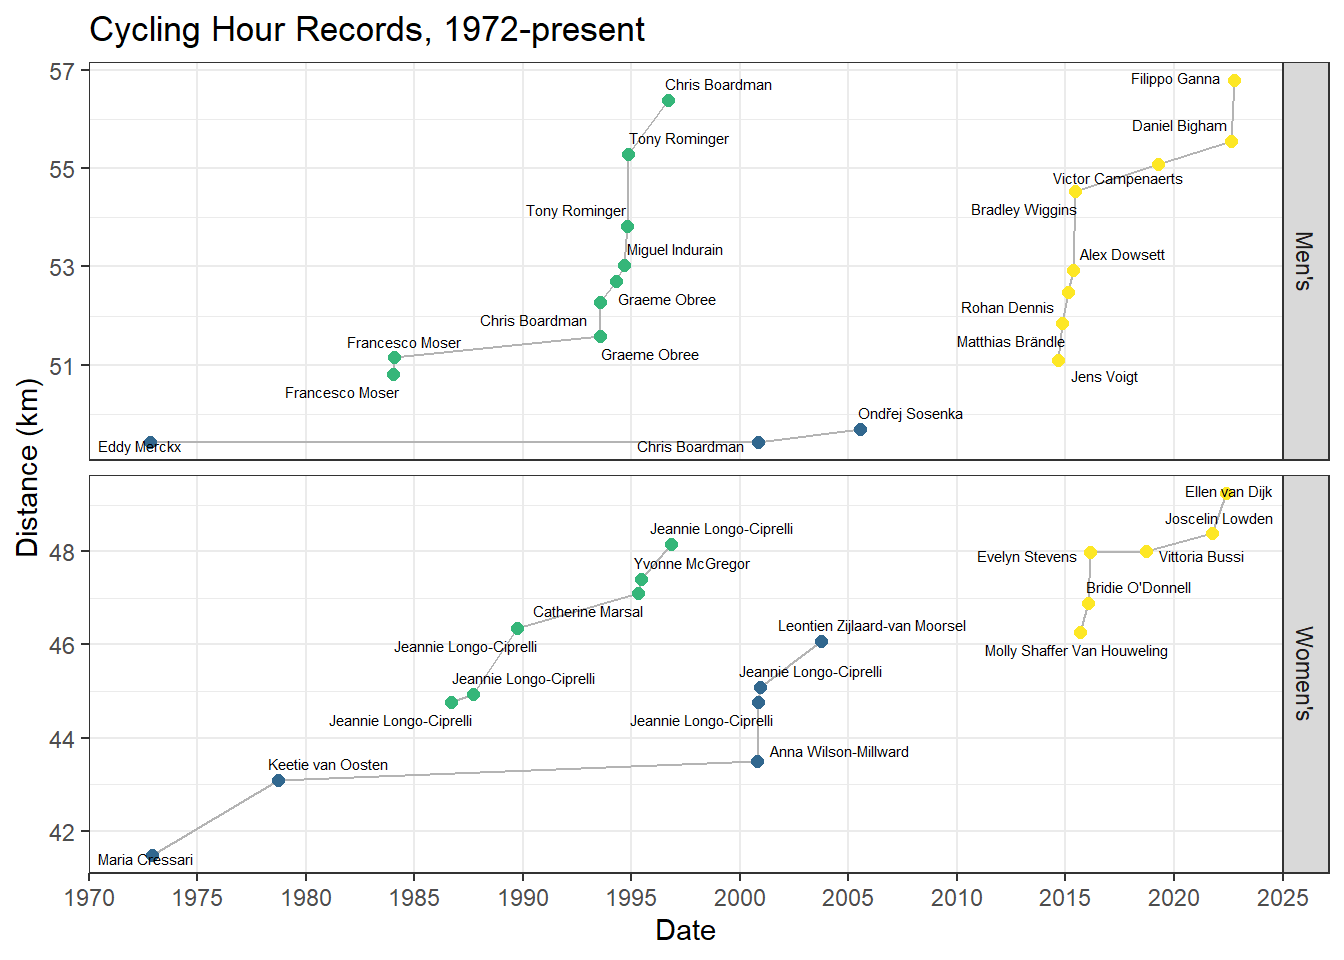 Cycling Hour Records, 1972-present
57
Filippo Ganna
Chris Boardman
Daniel Bigham
Tony Rominger
55
Victor Campenaerts
Tony Rominger
Bradley Wiggins
Miguel Indurain
Alex Dowsett
53
Men's
Graeme Obree
Rohan Dennis
Chris Boardman
Francesco Moser
Matthias Brändle
Graeme Obree
51
Jens Voigt
Francesco Moser
Ondřej Sosenka
Eddy Merckx
Chris Boardman
Distance (km)
Ellen van Dijk
Joscelin Lowden
Jeannie Longo-Ciprelli
48
Evelyn Stevens
Vittoria Bussi
Yvonne McGregor
Bridie O'Donnell
Catherine Marsal
Leontien Zijlaard-van Moorsel
46
Jeannie Longo-Ciprelli
Molly Shaffer Van Houweling
Women's
Jeannie Longo-Ciprelli
Jeannie Longo-Ciprelli
Jeannie Longo-Ciprelli
Jeannie Longo-Ciprelli
44
Anna Wilson-Millward
Keetie van Oosten
42
Maria Cressari
1970 1975 1980 1985 1990 1995 2000 2005 2010 2015 2020 2025
Date